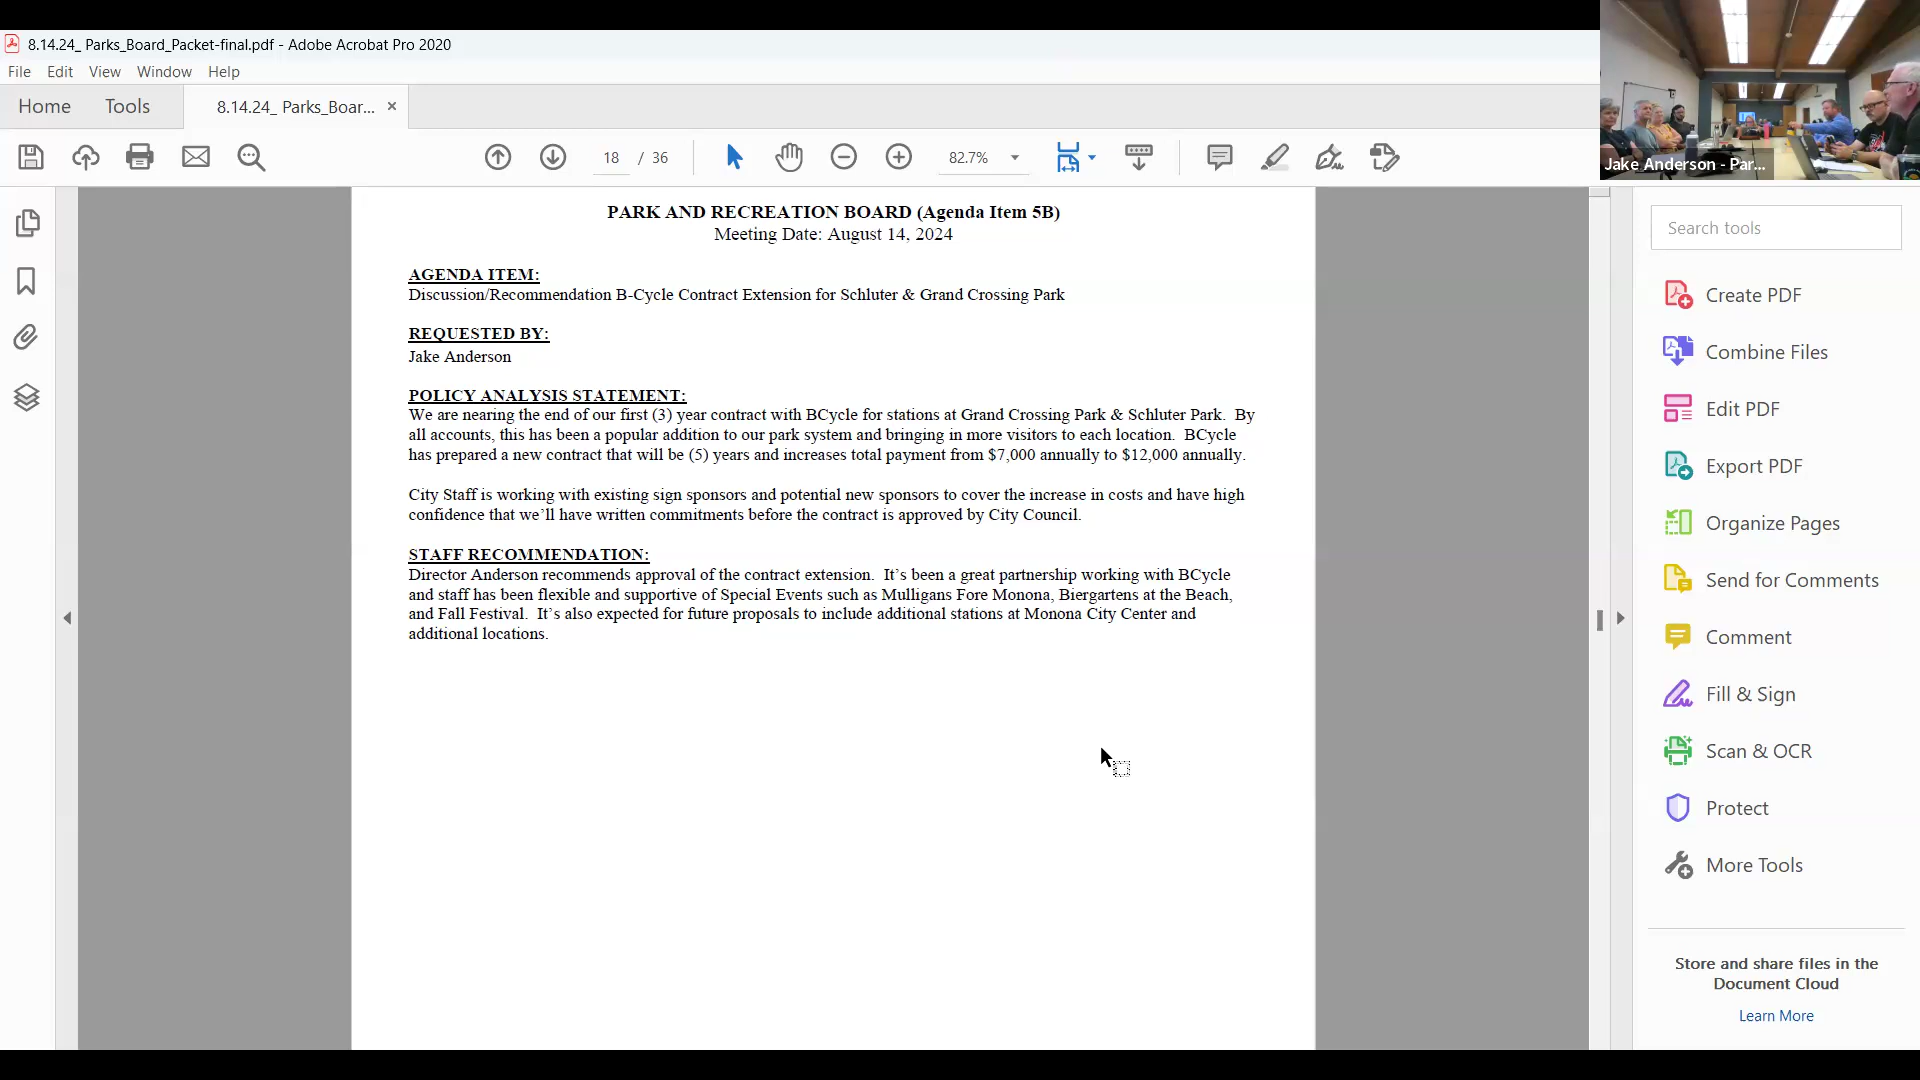 8.14.24_ Parks_Board_Packet-final.pdf - Adobe Acrobat Pro 2020
File Edit View Window Help
Home Tools 8.14.24_ Parks_Boar... ×
18 / 36 82.7%
Jake Anderson - Par...
PARK AND RECREATION BOARD (Agenda Item 5B)
Meeting Date: August 14, 2024
AGENDA ITEM:
Discussion/Recommendation B-Cycle Contract Extension for Schluter & Grand Crossing Park
REQUESTED BY:
Jake Anderson
POLICY ANALYSIS STATEMENT:
We are nearing the end of our first (3) year contract with BCycle for stations at Grand Crossing Park & Schluter Park. By
all accounts, this has been a popular addition to our park system and bringing in more visitors to each location. BCycle
has prepared a new contract that will be (5) years and increases total payment from $7,000 annually to $12,000 annually.
City Staff is working with existing sign sponsors and potential new sponsors to cover the increase in costs and have high
confidence that we’ll have written commitments before the contract is approved by City Council.
STAFF RECOMMENDATION:
Director Anderson recommends approval of the contract extension. It’s been a great partnership working with BCycle
and staff has been flexible and supportive of Special Events such as Mulligans Fore Monona, Biergartens at the Beach,
and Fall Festival. It’s also expected for future proposals to include additional stations at Monona City Center and
additional locations.
Search tools
Create PDF
Combine Files
Edit PDF
Export PDF
Organize Pages
Send for Comments
Comment
Fill & Sign
Scan & OCR
Protect
More Tools
Store and share files in the
Document Cloud
Learn More